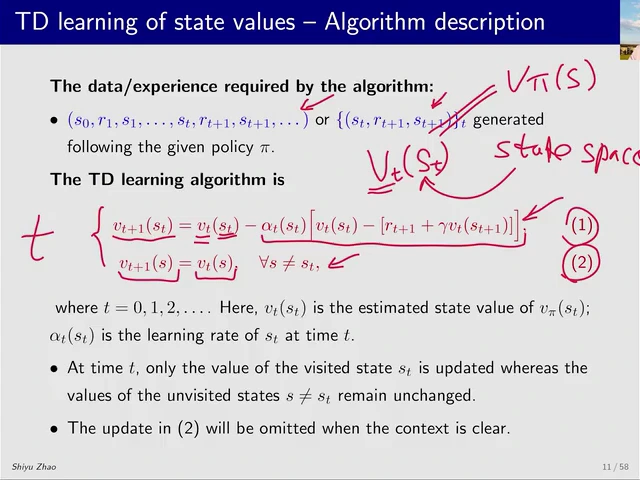 TD learning of state values – Algorithm description
The data/experience required by the algorithm:
• (s₀, r₁, s₁, . . . , sₜ, rₜ₊₁, sₜ₊₁, . . . ) or {(sₜ, rₜ₊₁, sₜ₊₁)}ₜ generated
following the given policy π.
Vπ(S)
Vₜ(Sₜ)
state space
The TD learning algorithm is
t
vₜ₊₁(sₜ) = vₜ(sₜ) − αₜ(sₜ)[vₜ(sₜ) − [rₜ₊₁ + γvₜ(sₜ₊₁)]], (1)
vₜ₊₁(s) = vₜ(s), ∀s ≠ sₜ, (2)
where t = 0, 1, 2, . . . . Here, vₜ(sₜ) is the estimated state value of v_π(sₜ);
αₜ(sₜ) is the learning rate of sₜ at time t.
• At time t, only the value of the visited state sₜ is updated whereas the
values of the unvisited states s ≠ sₜ remain unchanged.
• The update in (2) will be omitted when the context is clear.
Shiyu Zhao 11 / 58